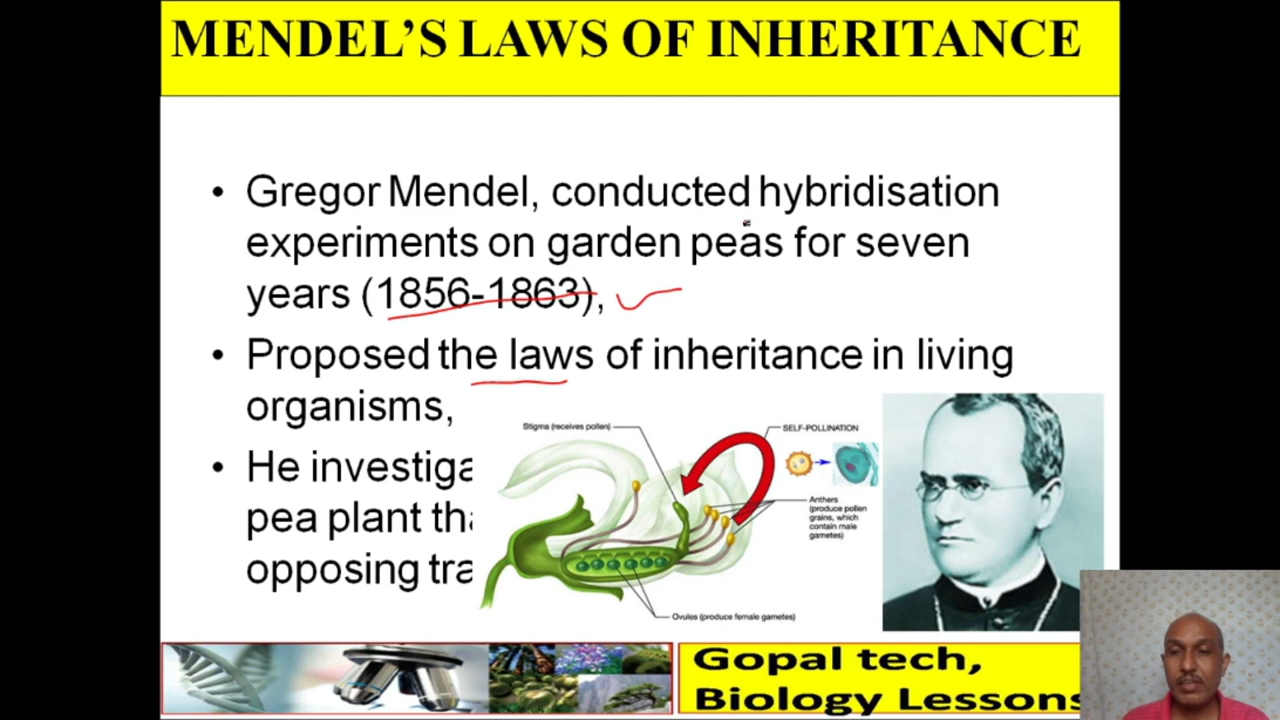 MENDEL'S LAWS OF INHERITANCE
• Gregor Mendel, conducted hybridisation
experiments on garden peas for seven
years (1856-1863),
• Proposed the laws of inheritance in living
organisms,
• He investiga
pea plant tha
opposing tra
Stigma (receives pollen)
SELF-POLLINATION
Anthers
(produce pollen
grains, which
contain male
gametes)
Ovules (produce female gametes)
Gopal tech,
Biology Lessons